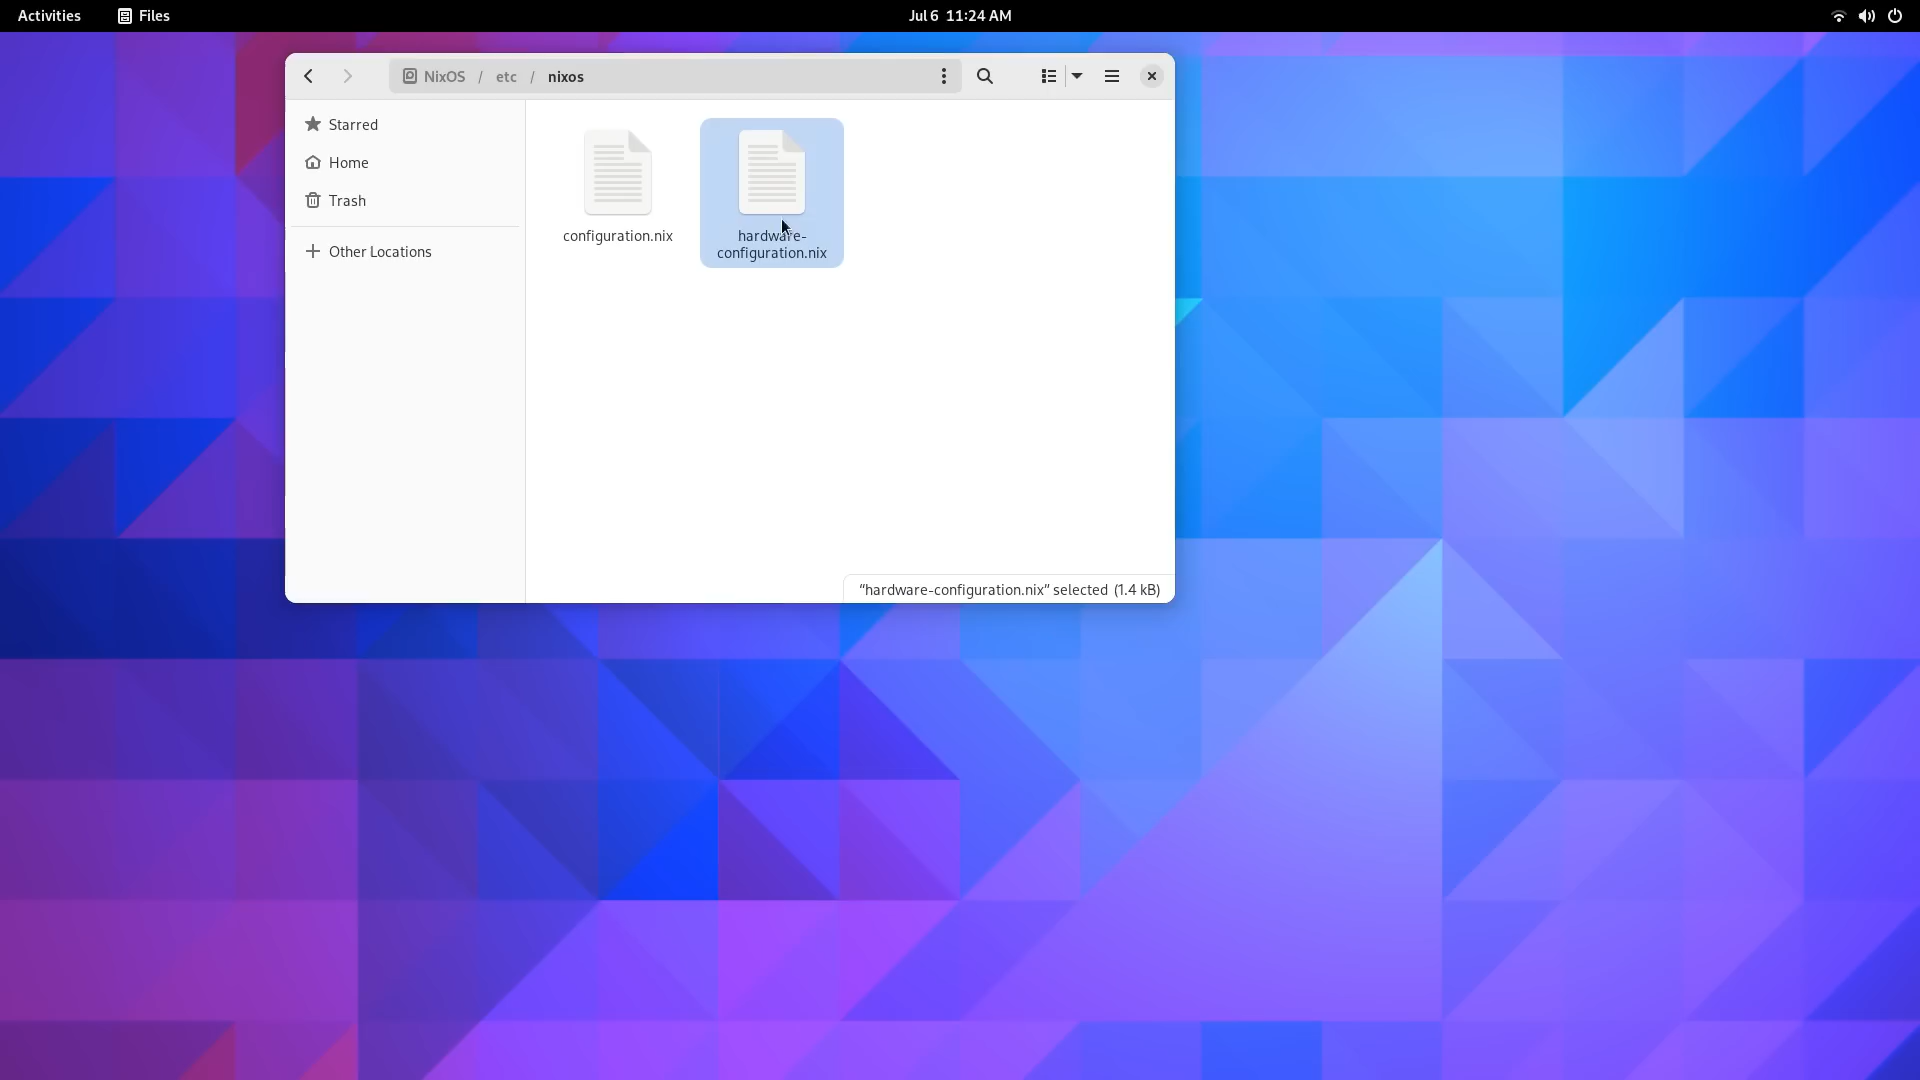 Activities
Files
Jul 6 11:24 AM
NixOS / etc / nixos
Starred
Home
Trash
Other Locations
configuration.nix
hardware-
configuration.nix
“hardware-configuration.nix” selected (1.4 kB)